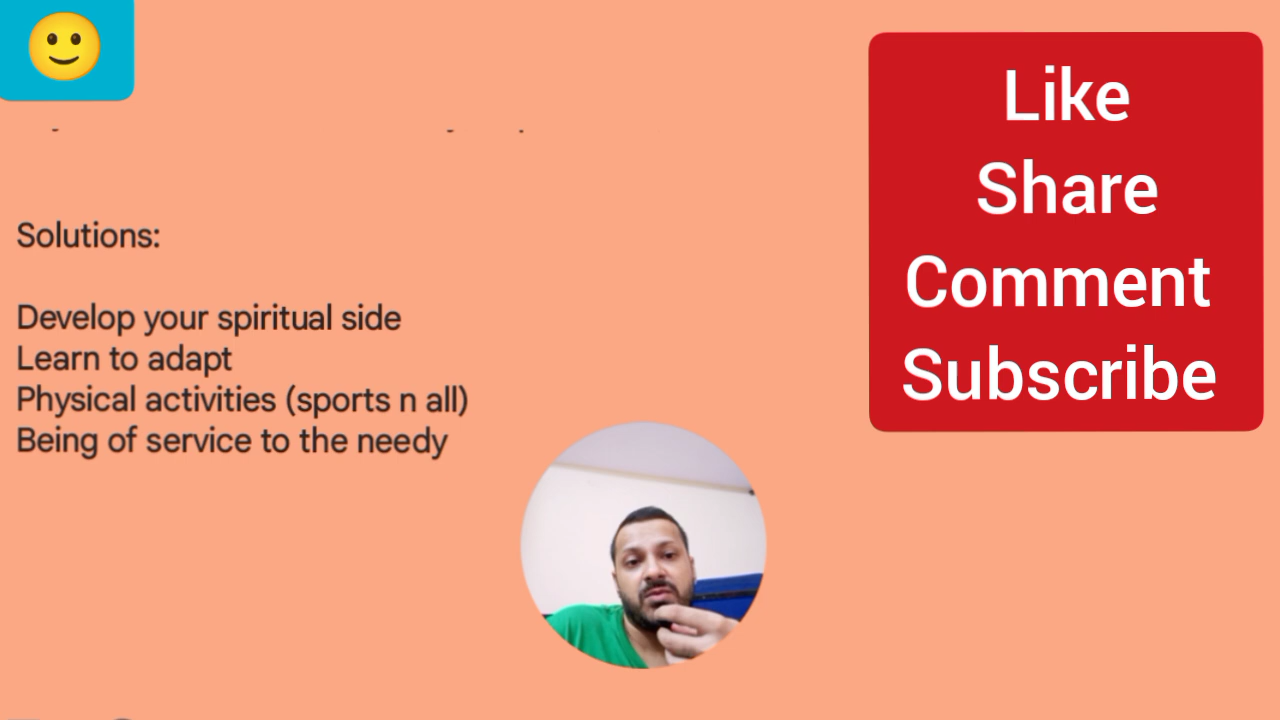 Solutions:
Develop your spiritual side
Learn to adapt
Physical activities (sports n all)
Being of service to the needy
Like
Share
Comment
Subscribe